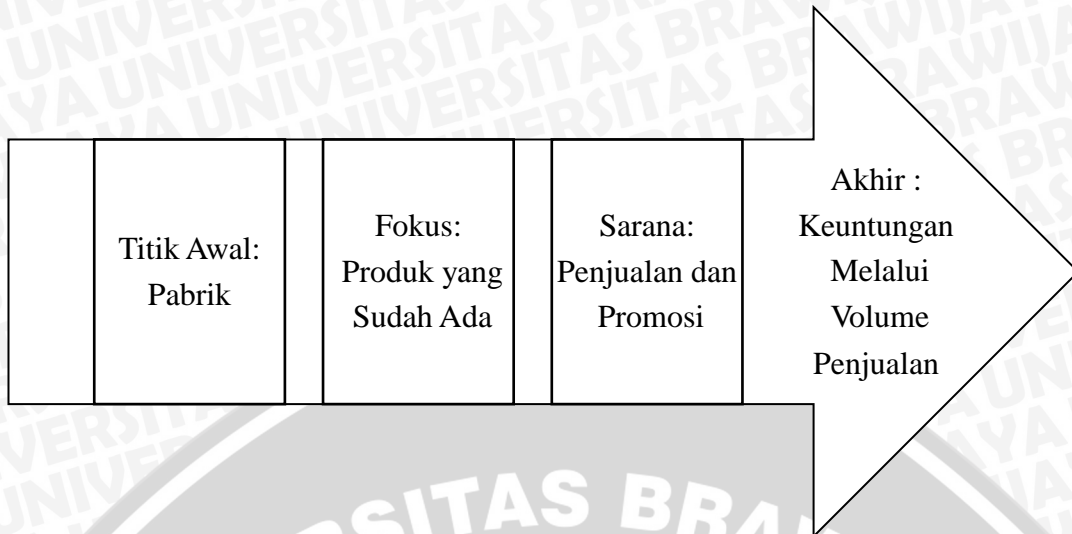 Titik Awal:
Pabrik
Fokus:
Produk yang
Sudah Ada
Sarana:
Penjualan dan
Promosi
Akhir :
Keuntungan
Melalui
Volume
Penjualan